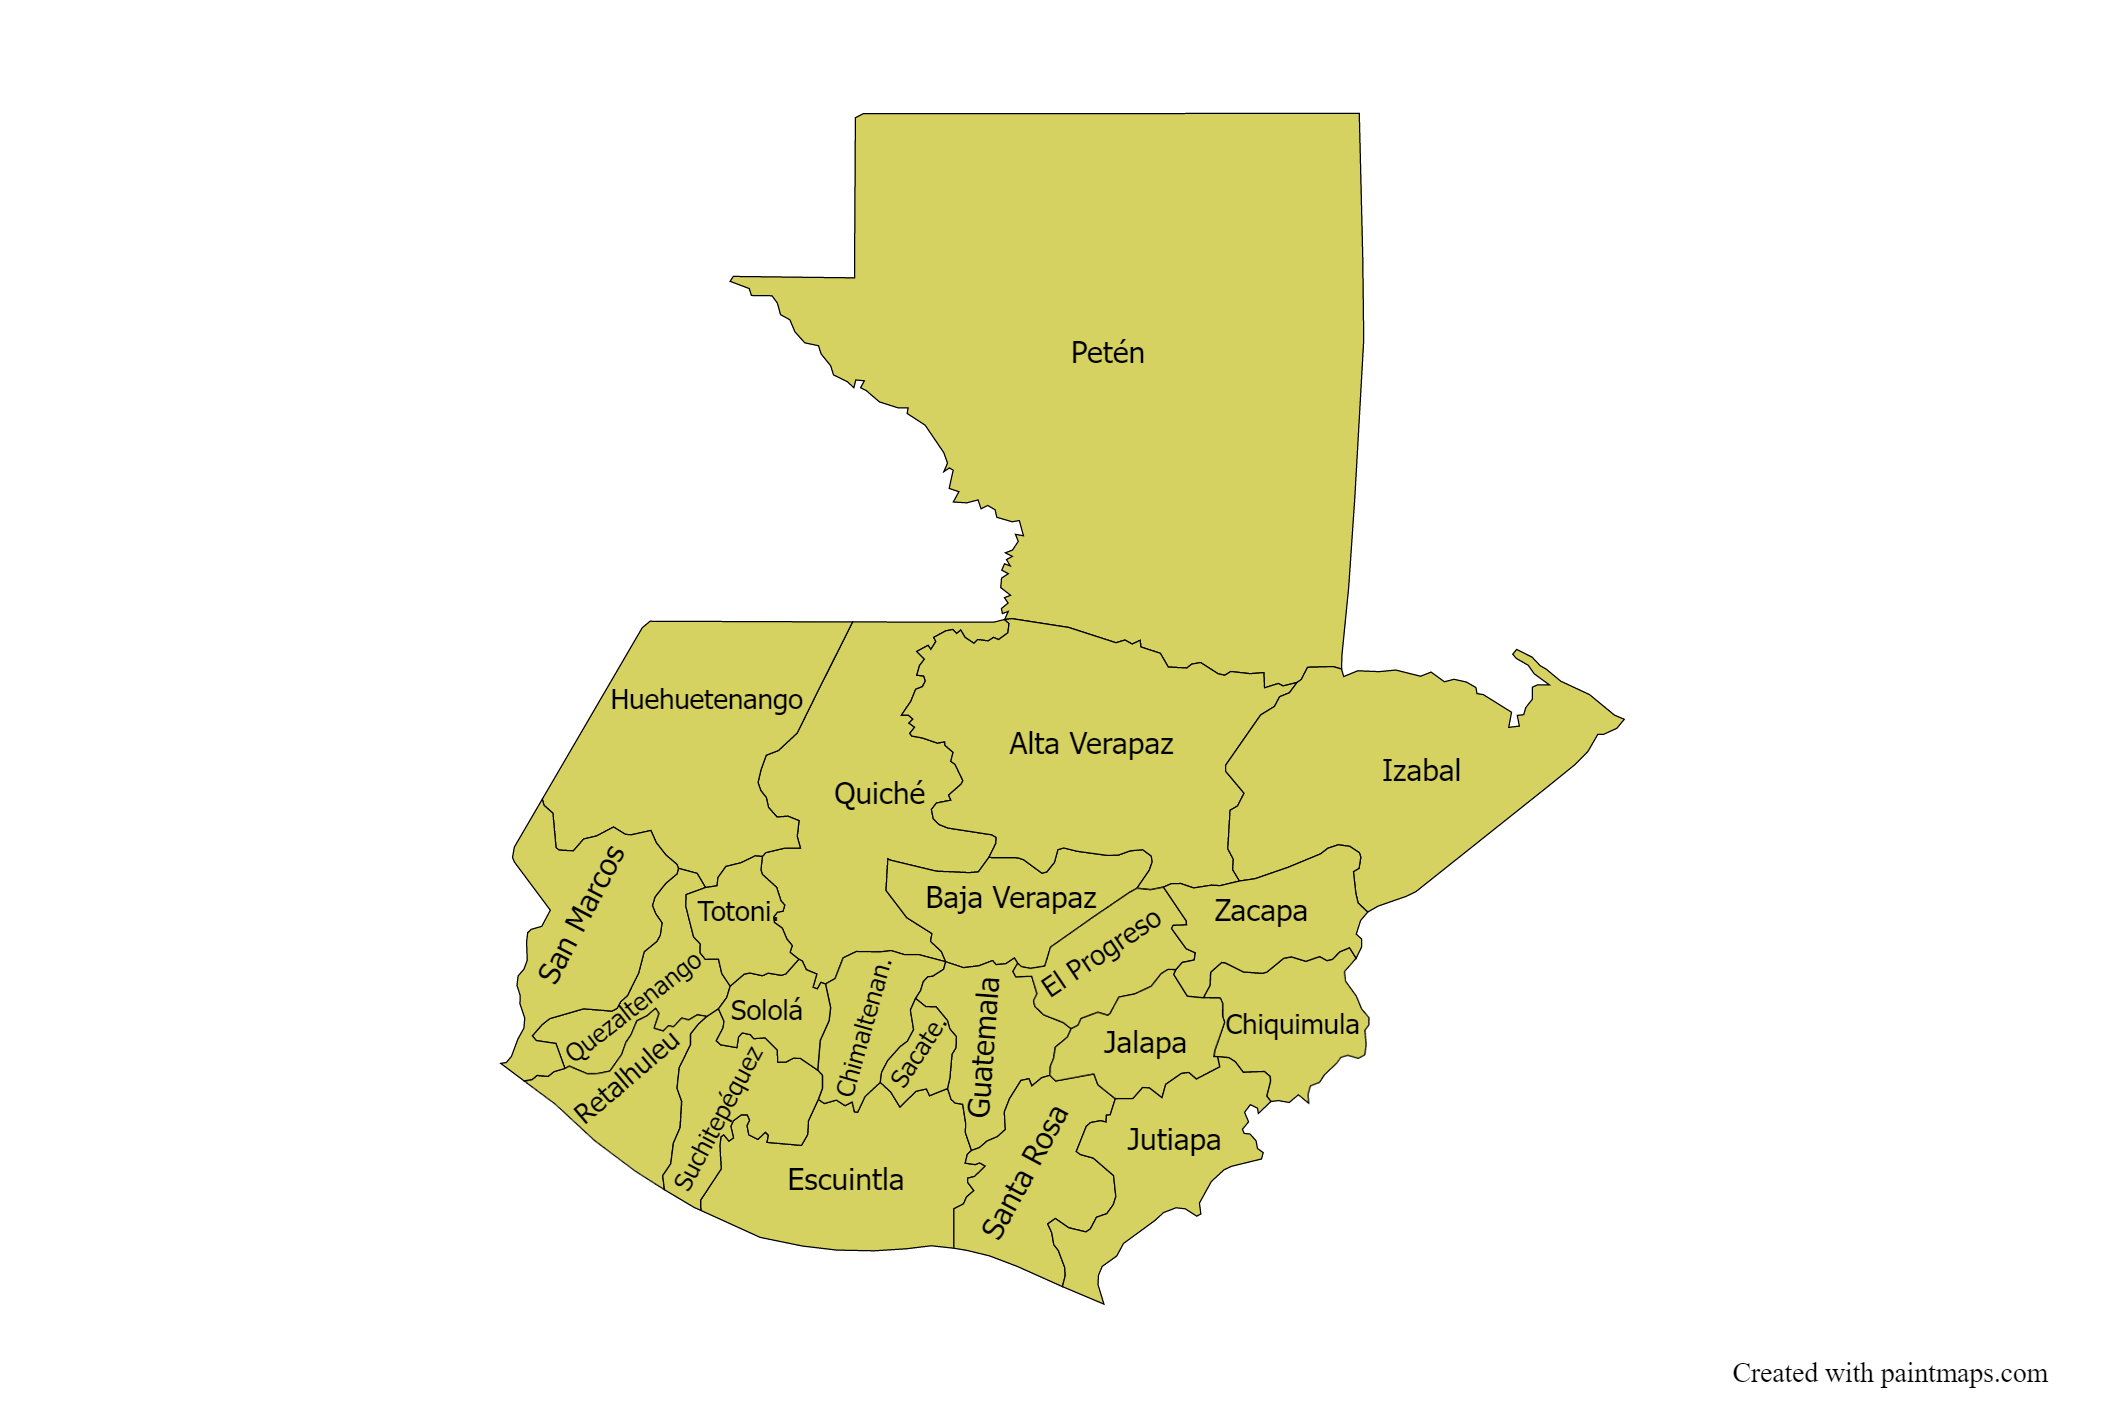 Petén
Huehuetenango
Alta Verapaz
Izabal
Quiché
San Marcos
Totoni.
Baja Verapaz
El Progreso
Zacapa
Quezaltenango
Sololá
Chimaltenan.
Sacate.
Guatemala
Jalapa
Chiquimula
Retalhuleu
Suchitepéquez
Escuintla
Santa Rosa
Jutiapa
Created with paintmaps.com